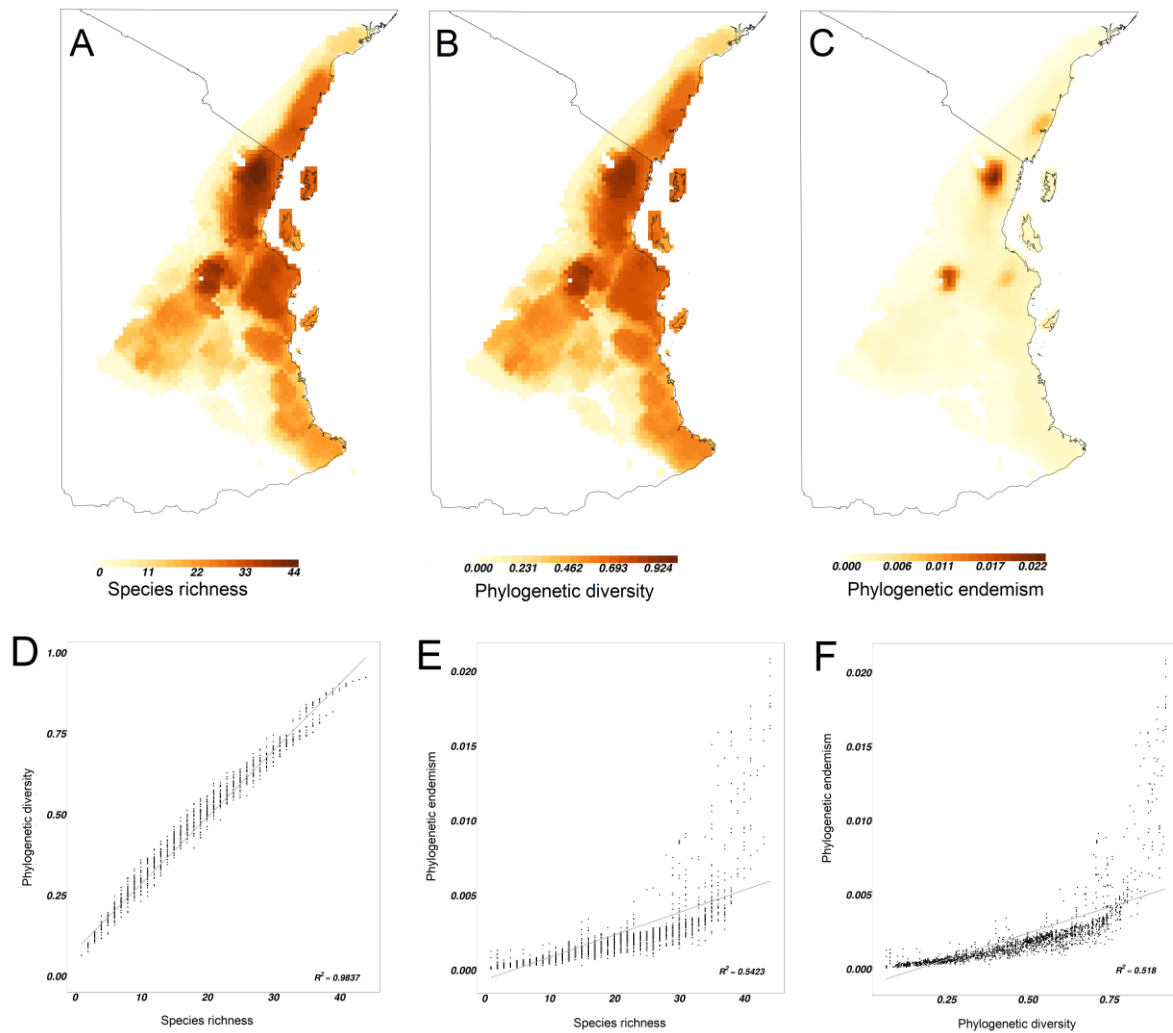 A
B
C
0 11 22 33 44
Species richness
0.000 0.231 0.462 0.693 0.924
Phylogenetic diversity
0.000 0.006 0.011 0.017 0.022
Phylogenetic endemism
D
1.00
0.75
0.50
0.25
0.00
Phylogenetic diversity
R² = 0.9837
0 10 20 30 40
Species richness
E
0.020
0.015
0.010
0.005
0.000
Phylogenetic endemism
R² = 0.5423
0 10 20 30 40
Species richness
F
0.020
0.015
0.010
0.005
0.000
Phylogenetic endemism
R² = 0.518
0.25 0.50 0.75
Phylogenetic diversity